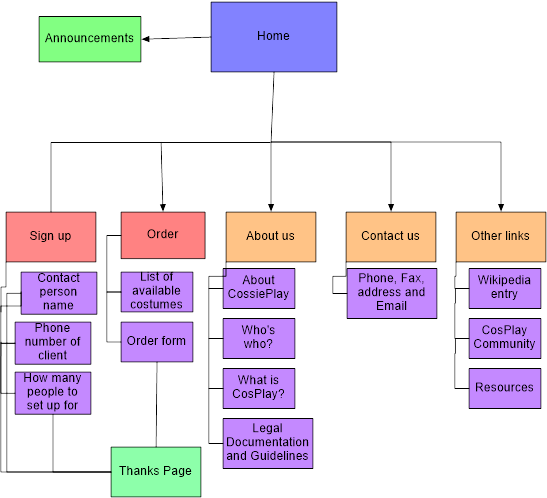 Announcements
Home
Sign up
Order
About us
Contact us
Other links
Contact
person
name
Phone
number of
client
How many
people to
set up for
List of
available
costumes
Order form
About
CossiePlay
Who's
who?
What is
CosPlay?
Legal
Documentation
and Guidelines
Phone, Fax,
address and
Email
Wikipedia
entry
CosPlay
Community
Resources
Thanks Page